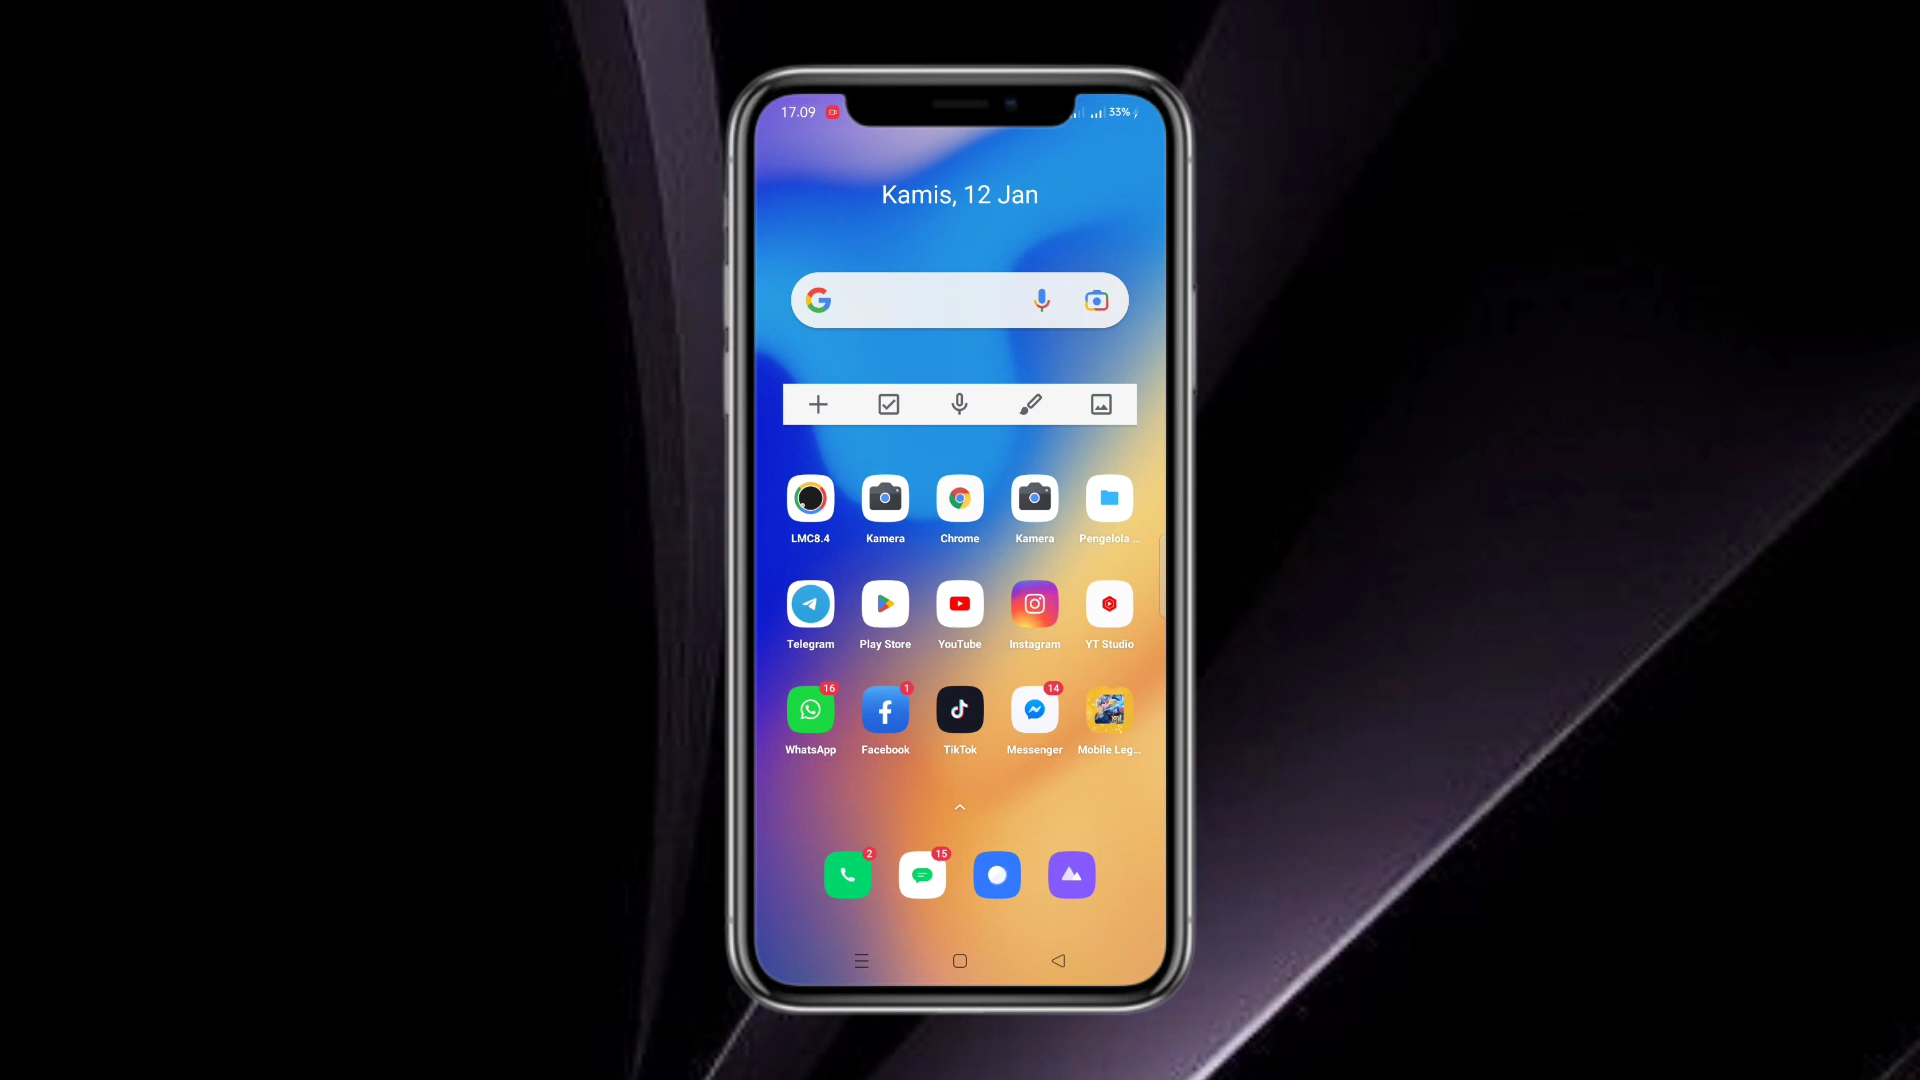 17.09 33%
Kamis, 12 Jan
LMC8.4 Kamera Chrome Kamera Pengelola ...
Telegram Play Store YouTube Instagram YT Studio
16 1 14
WhatsApp Facebook TikTok Messenger Mobile Leg...
2 15